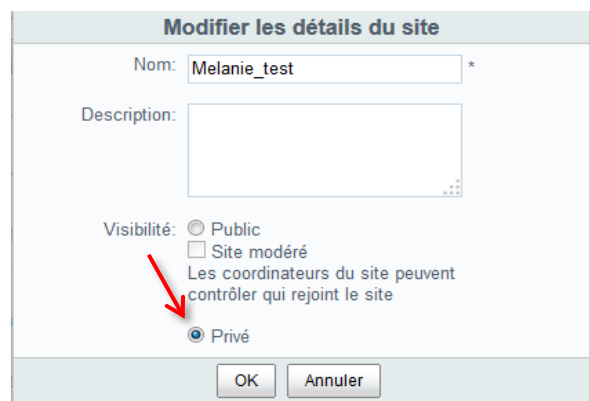 Modifier les détails du site
Nom: Melanie_test *
Description:
Visibilité: Public
Site modéré
Les coordinateurs du site peuvent
contrôler qui rejoint le site
Privé
OK Annuler